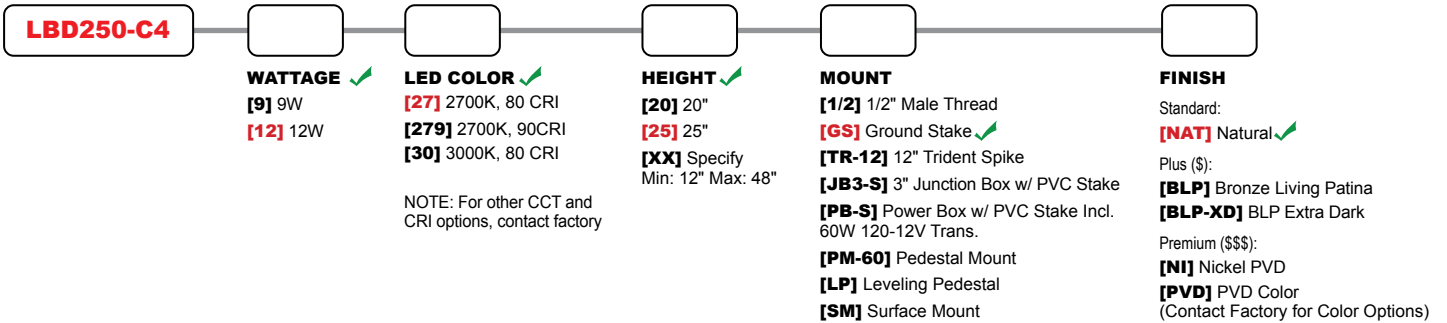 LBD250-C4
WATTAGE
[9] 9W
[12] 12W
LED COLOR
[27] 2700K, 80 CRI
[279] 2700K, 90CRI
[30] 3000K, 80 CRI
NOTE: For other CCT and
CRI options, contact factory
HEIGHT
[20] 20"
[25] 25"
[XX] Specify
Min: 12" Max: 48"
MOUNT
[1/2] 1/2" Male Thread
[GS] Ground Stake
[TR-12] 12" Trident Spike
[JB3-S] 3" Junction Box w/ PVC Stake
[PB-S] Power Box w/ PVC Stake Incl.
60W 120-12V Trans.
[PM-60] Pedestal Mount
[LP] Leveling Pedestal
[SM] Surface Mount
FINISH
Standard:
[NAT] Natural
Plus ($):
[BLP] Bronze Living Patina
[BLP-XD] BLP Extra Dark
Premium ($$$):
[NI] Nickel PVD
[PVD] PVD Color
(Contact Factory for Color Options)